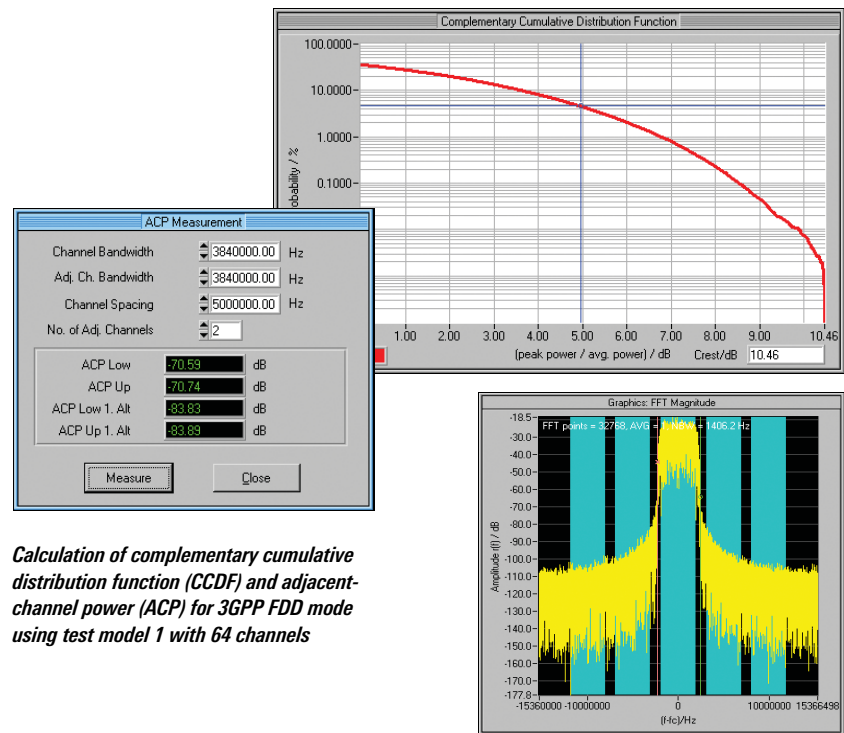 Complementary Cumulative Distribution Function
100.0000
10.0000
1.0000
0.1000
1.00 2.00 3.00 4.00 5.00 6.00 7.00 8.00 9.00 10.46
(peak power / avg. power) / dB Crest/dB 10.46
ACP Measurement
Channel Bandwidth 3840000.00 Hz
Adj. Ch. Bandwidth 3840000.00 Hz
Channel Spacing 5000000.00 Hz
No. of Adj. Channels 2
ACP Low -70.59 dB
ACP Up -70.74 dB
ACP Low 1. Alt -83.83 dB
ACP Up 1. Alt -83.89 dB
Measure Close
Calculation of complementary cumulative
distribution function (CCDF) and adjacent-
channel power (ACP) for 3GPP FDD mode
using test model 1 with 64 channels
Graphics: FFT Magnitude
FFT points = 32768, AVG = 1406.2 Hz
Amplitude r(f) / dB
-18.5
-30.0
-40.0
-50.0
-60.0
-70.0
-80.0
-90.0
-100.0
-110.0
-120.0
-130.0
-140.0
-150.0
-160.0
-170.0
-177.8
-15360000 -10000000 0 10000000 15366498
(f-fc)/Hz